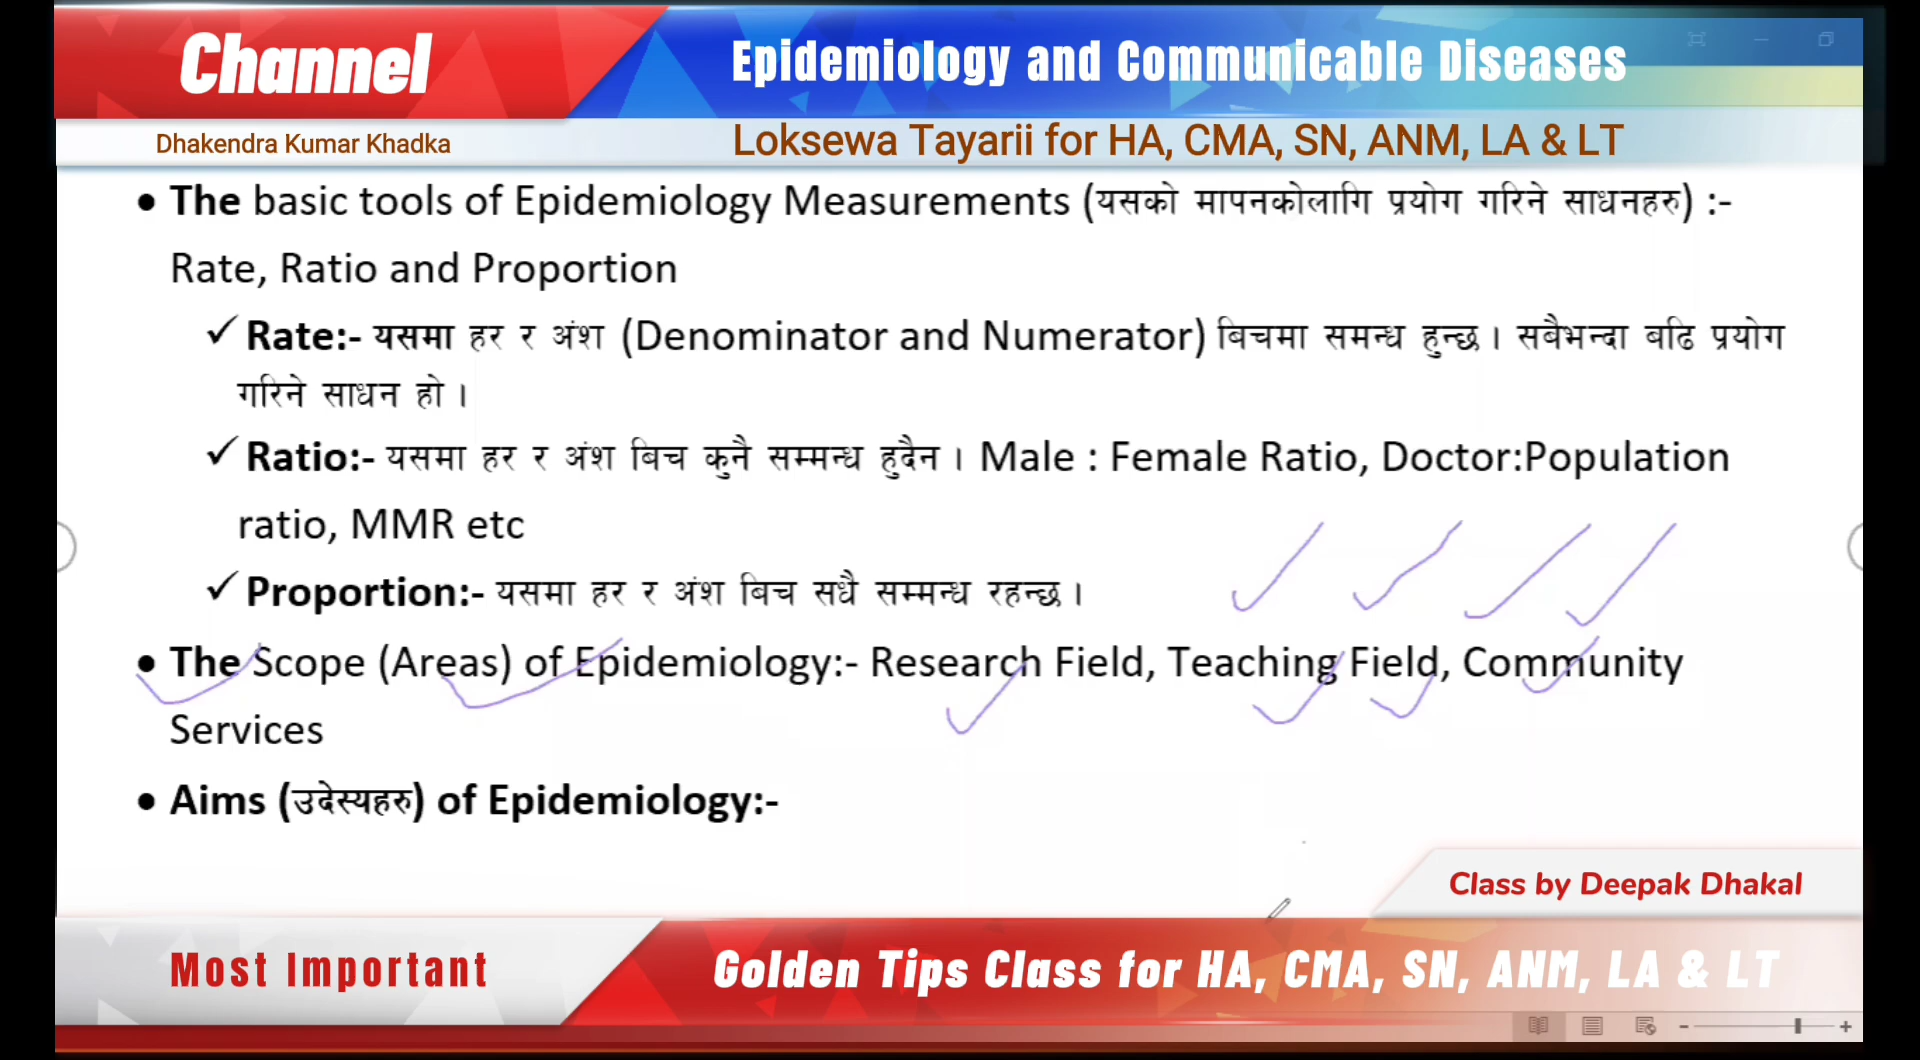 Channel
Epidemiology and Communicable Diseases
Dhakendra Kumar Khadka
Loksewa Tayarii for HA, CMA, SN, ANM, LA & LT
• The basic tools of Epidemiology Measurements (यसको मापनकोलागि प्रयोग गरिने साधनहरु) :-
Rate, Ratio and Proportion
✓ Rate:- यसमा हर र अंश (Denominator and Numerator) बिचमा समन्ध हुन्छ । सबैभन्दा बढि प्रयोग
गरिने साधन हो ।
✓ Ratio:- यसमा हर र अंश बिच कुनै सम्मन्ध हुदैन । Male : Female Ratio, Doctor:Population
ratio, MMR etc
✓ Proportion:- यसमा हर र अंश बिच सधै सम्मन्ध रहन्छ ।
• The Scope (Areas) of Epidemiology:- Research Field, Teaching Field, Community
Services
• Aims (उदेस्यहरु) of Epidemiology:-
Class by Deepak Dhakal
Most Important
Golden Tips Class for HA, CMA, SN, ANM, LA & LT